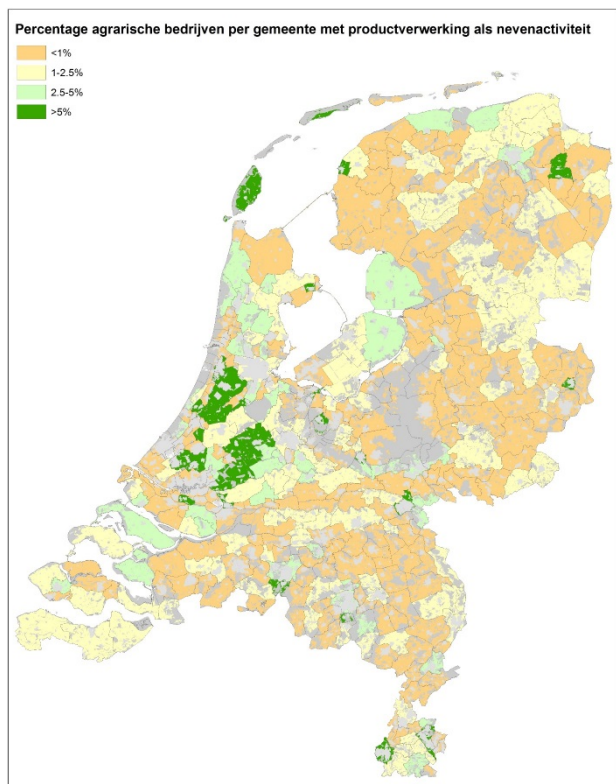 Percentage agrarische bedrijven per gemeente met productverwerking als nevenactiviteit
<1%
1-2.5%
2.5-5%
>5%